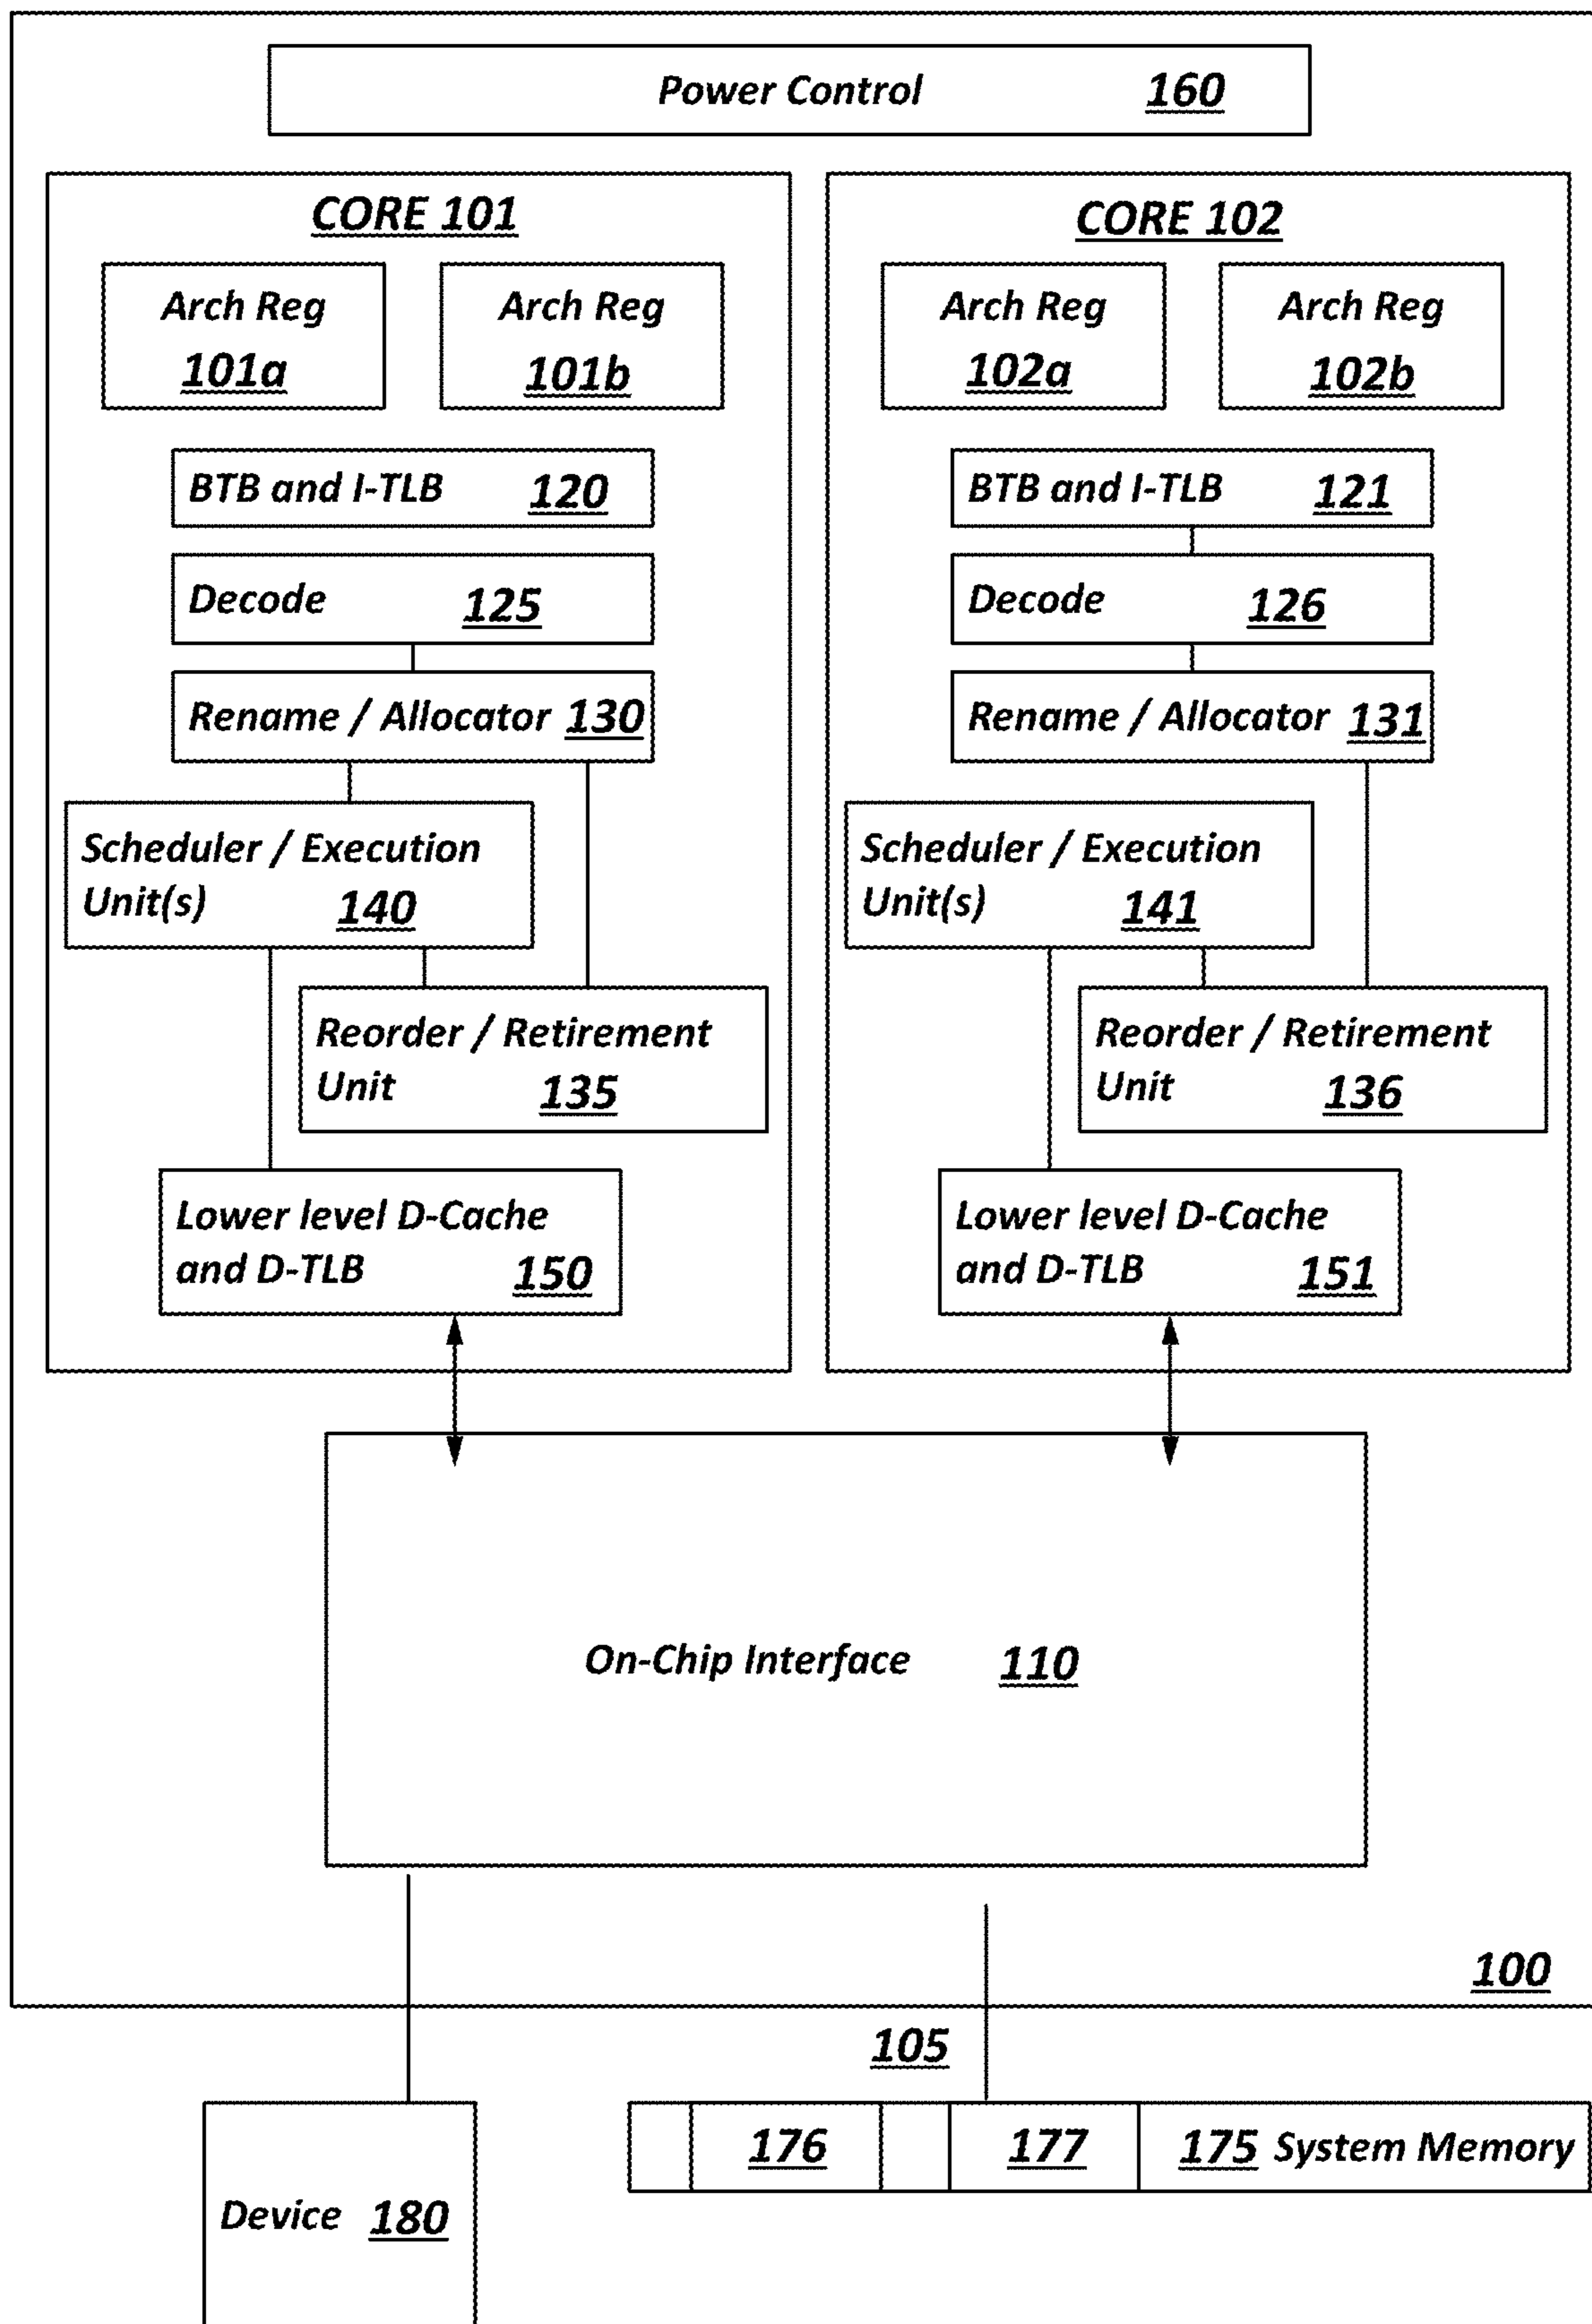 Power Control 160
CORE 101
Arch Reg
101a
Arch Reg
101b
BTB and I-TLB 120
Decode 125
Rename / Allocator 130
Scheduler / Execution
Unit(s) 140
Reorder / Retirement
Unit 135
Lower level D-Cache
and D-TLB 150
CORE 102
Arch Reg
102a
Arch Reg
102b
BTB and I-TLB 121
Decode 126
Rename / Allocator 131
Scheduler / Execution
Unit(s) 141
Reorder / Retirement
Unit 136
Lower level D-Cache
and D-TLB 151
On-Chip Interface 110
100
105
176 177 175 System Memory
Device 180